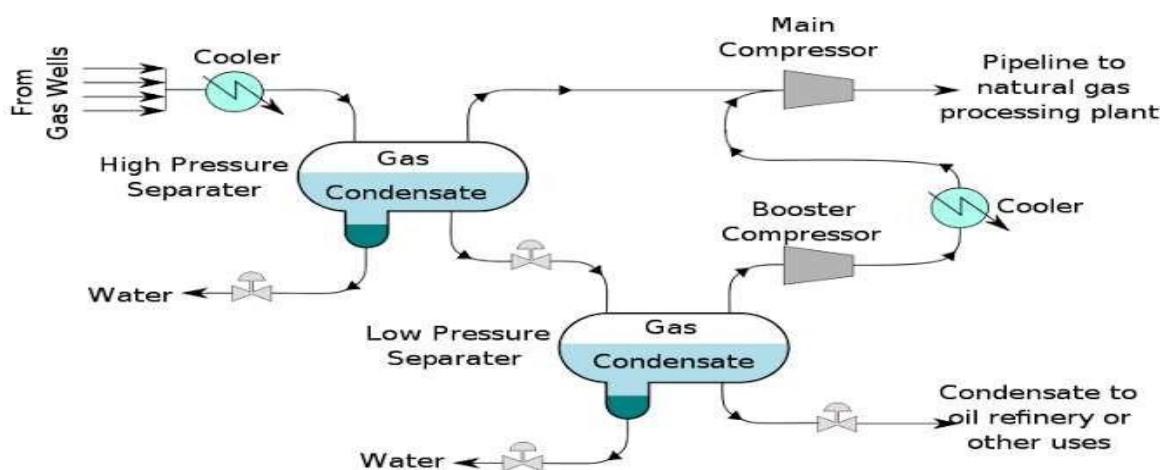 From
Gas Wells
Cooler
Main
Compressor
Pipeline to
natural gas
processing plant
High Pressure
Separater
Gas
Condensate
Water
Booster
Compressor
Cooler
Low Pressure
Separater
Gas
Condensate
Water
Condensate to
oil refinery or
other uses